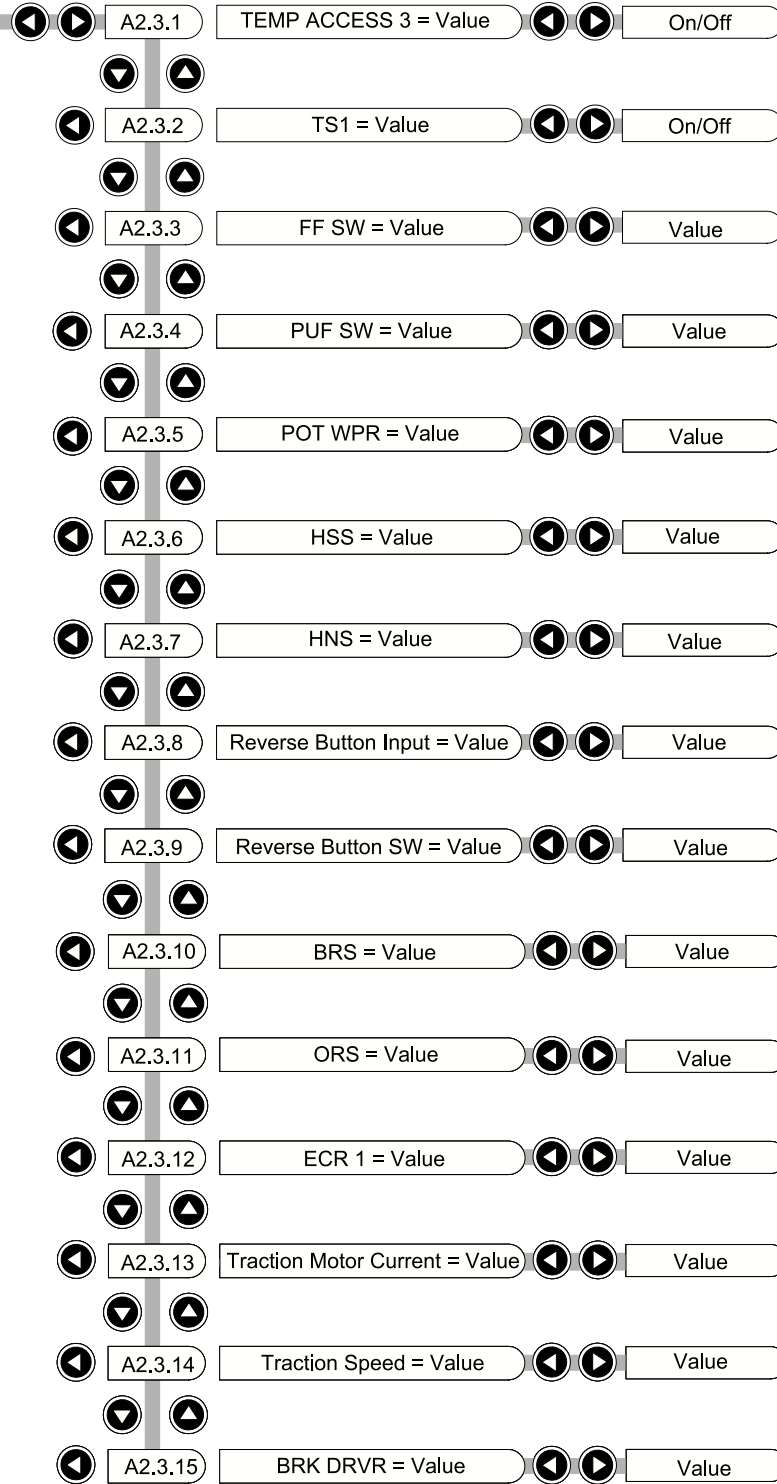 A2.3.1 TEMP ACCESS 3 = Value On/Off
A2.3.2 TS1 = Value On/Off
A2.3.3 FF SW = Value Value
A2.3.4 PUF SW = Value Value
A2.3.5 POT WPR = Value Value
A2.3.6 HSS = Value Value
A2.3.7 HNS = Value Value
A2.3.8 Reverse Button Input = Value Value
A2.3.9 Reverse Button SW = Value Value
A2.3.10 BRS = Value Value
A2.3.11 ORS = Value Value
A2.3.12 ECR 1 = Value Value
A2.3.13 Traction Motor Current = Value Value
A2.3.14 Traction Speed = Value Value
A2.3.15 BRK DRVR = Value Value